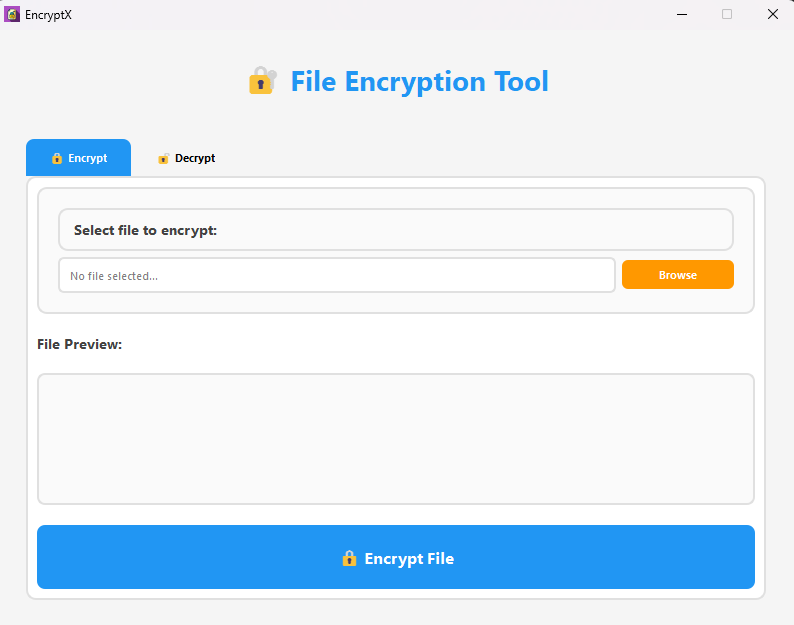 EncryptX
File Encryption Tool
Encrypt
Decrypt
Select file to encrypt:
No file selected...
Browse
File Preview:
Encrypt File